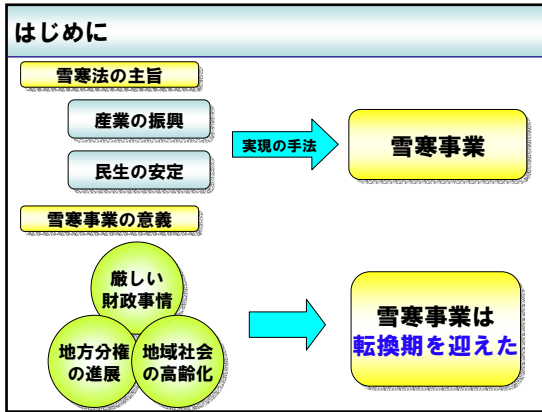 はじめに
雪寒法の主旨
産業の振興
民生の安定
実現の手法
雪寒事業
雪寒事業の意義
厳しい
財政事情
地方分権
の進展
地域社会
の高齢化
雪寒事業は
転換期を迎えた